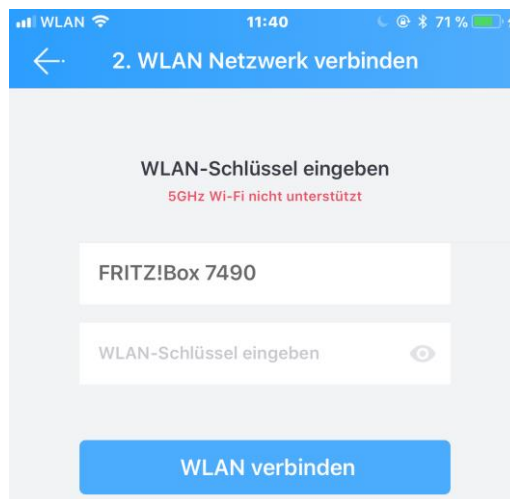 WLAN 11:40 71 %
2. WLAN Netzwerk verbinden
WLAN-Schlüssel eingeben
5GHz Wi-Fi nicht unterstützt
FRITZ!Box 7490
WLAN-Schlüssel eingeben
WLAN verbinden